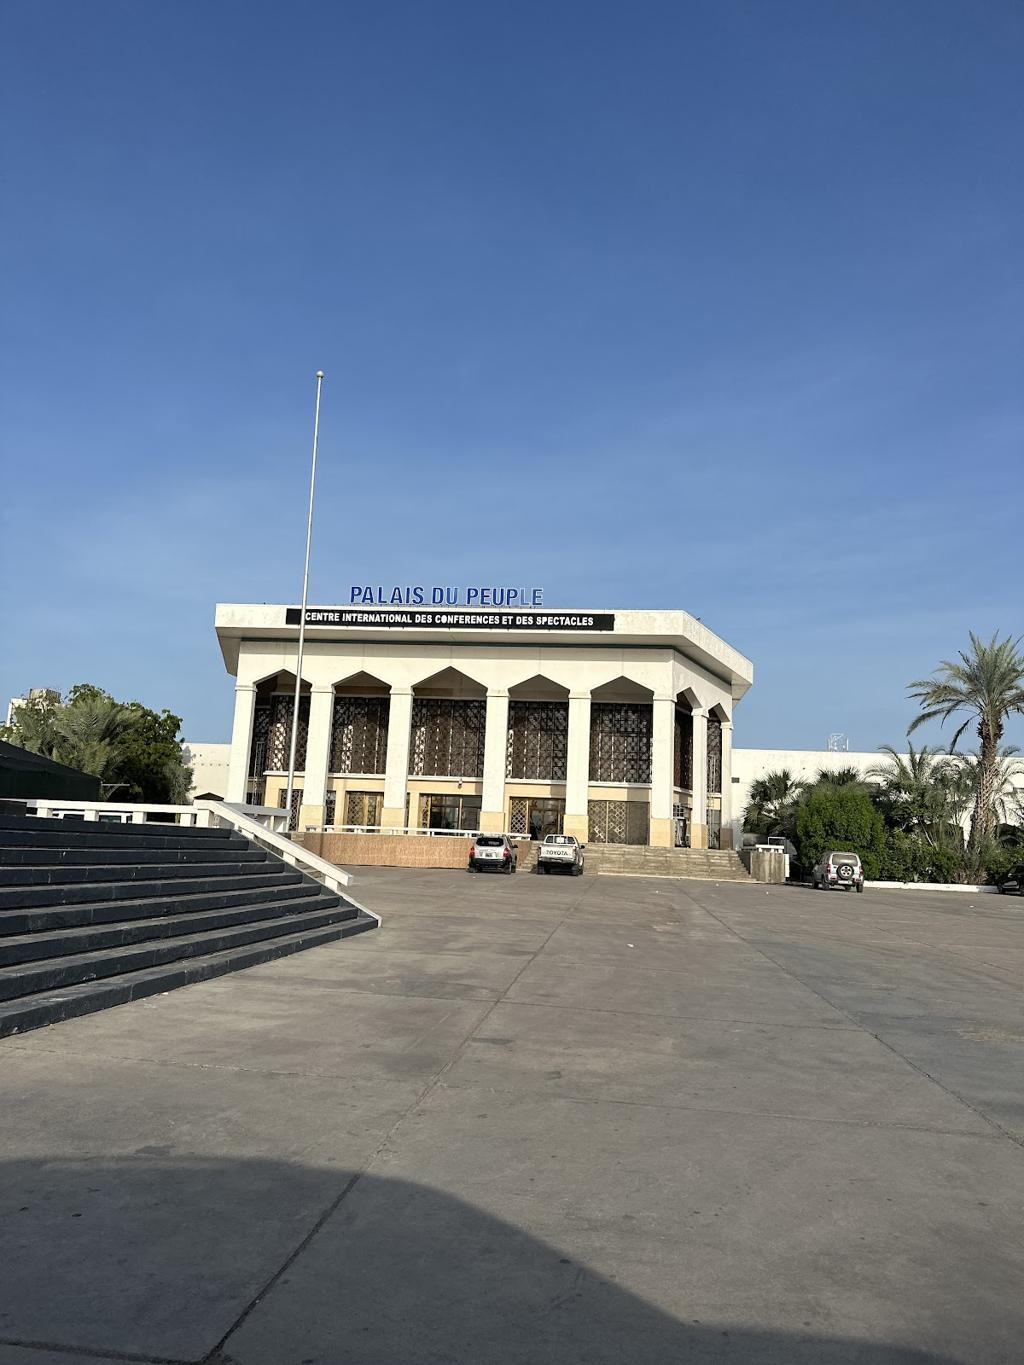 PALAIS DU PEUPLE
CENTRE INTERNATIONAL DES CONFERENCES ET DES SPECTACLES
TOYOTA